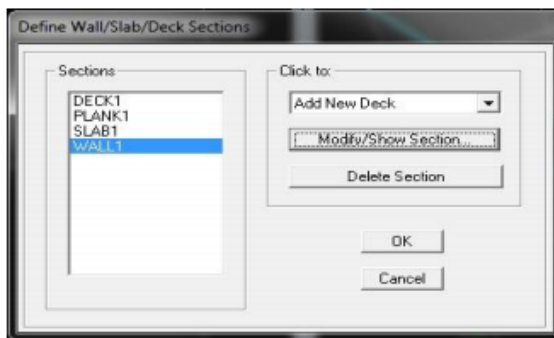 Define Wall/Slab/Deck Sections
Sections
DECK1
PLANK1
SLAB1
WALL1
Click to:
Add New Deck
Modify/Show Section...
Delete Section
OK
Cancel